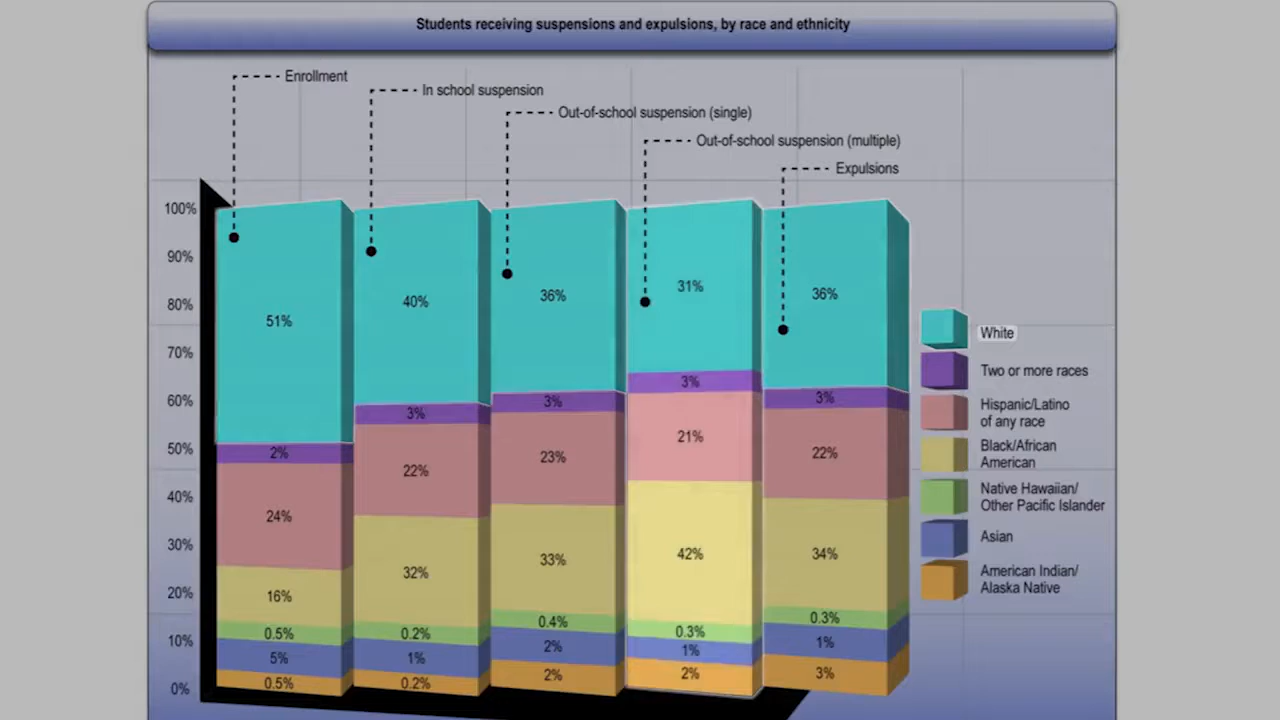 Students receiving suspensions and expulsions, by race and ethnicity
Enrollment
In school suspension
Out-of-school suspension (single)
Out-of-school suspension (multiple)
Expulsions
100%
90%
80%
70%
60%
50%
40%
30%
20%
10%
0%
51%
2%
24%
16%
0.5%
5%
0.5%
40%
3%
22%
32%
0.2%
1%
0.2%
36%
3%
23%
33%
0.4%
2%
2%
31%
3%
21%
42%
0.3%
1%
2%
36%
3%
22%
34%
0.3%
1%
3%
White
Two or more races
Hispanic/Latino
of any race
Black/African
American
Native Hawaiian/
Other Pacific Islander
Asian
American Indian/
Alaska Native